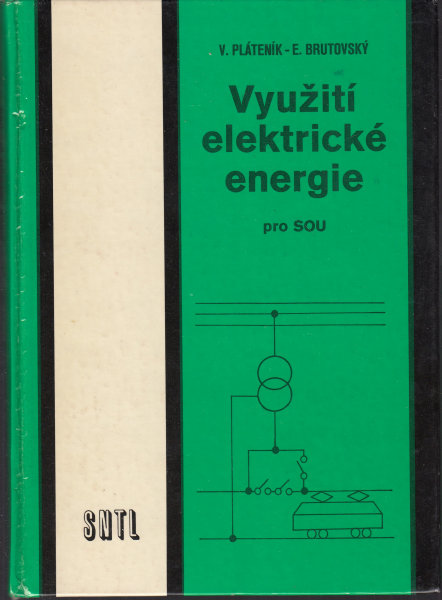 V. PLÁTENÍK - E. BRUTOVSKÝ
Využití
elektrické
energie
pro SOU
SNTL